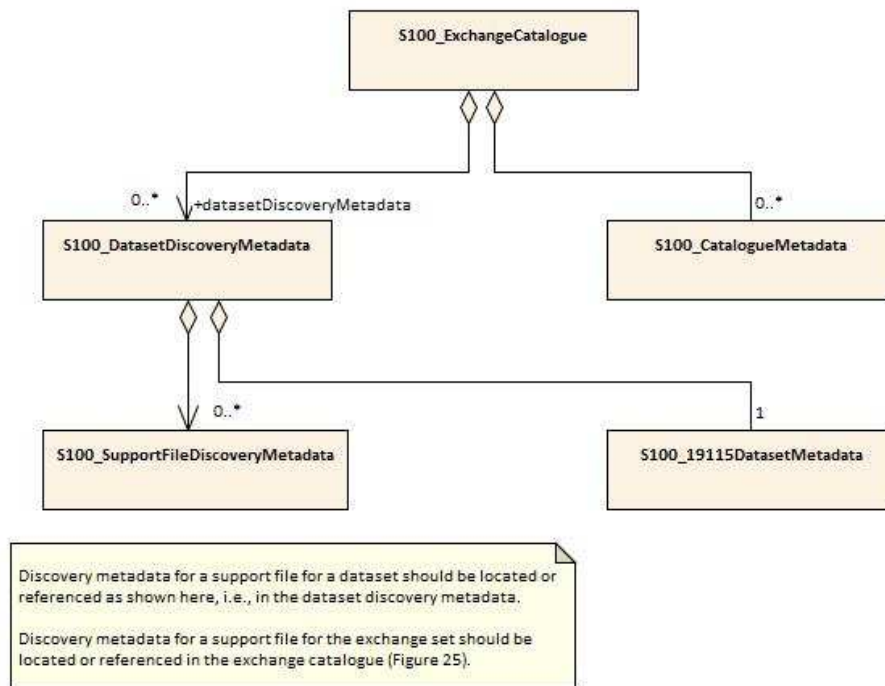 S100_ExchangeCatalogue
0..*
+datasetDiscoveryMetadata
0..*
S100_DatasetDiscoveryMetadata
S100_CatalogueMetadata
0..*
1
S100_SupportFileDiscoveryMetadata
S100_19115DatasetMetadata
Discovery metadata for a support file for a dataset should be located or
referenced as shown here, i.e., in the dataset discovery metadata.
Discovery metadata for a support file for the exchange set should be
located or referenced in the exchange catalogue (Figure 25).